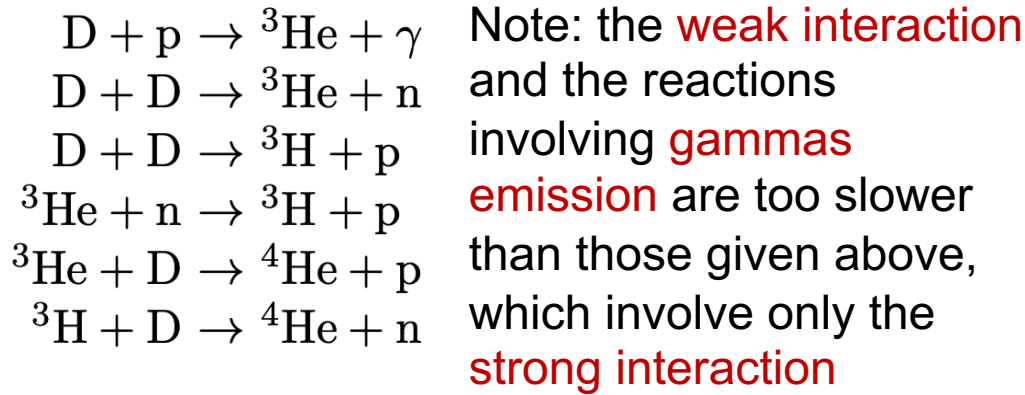 D + p → ³He + γ
D + D → ³He + n
D + D → ³H + p
³He + n → ³H + p
³He + D → ⁴He + p
³H + D → ⁴He + n
Note: the weak interaction
and the reactions
involving gammas
emission are too slower
than those given above,
which involve only the
strong interaction